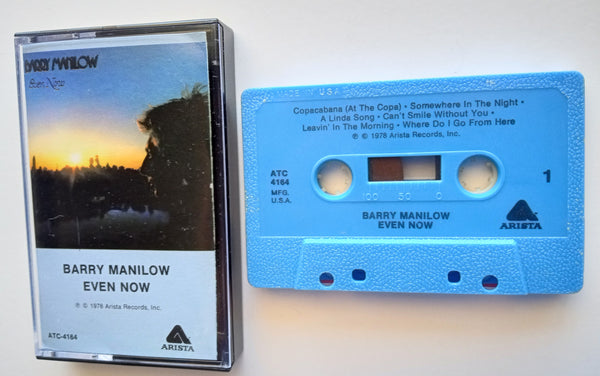 BARRY MANILOW
Even Now
BARRY MANILOW
EVEN NOW
℗ © 1978 Arista Records, Inc.
ATC-4164
ARISTA
MADE IN U.S.A.
Copacabana (At The Copa) • Somewhere In The Night •
A Linda Song • Can't Smile Without You •
Leavin' In The Morning • Where Do I Go From Here
℗ © 1978 Arista Records, Inc.
ATC
4164
MFG.
U.S.A.
100 50 0
1
BARRY MANILOW
EVEN NOW
ARISTA